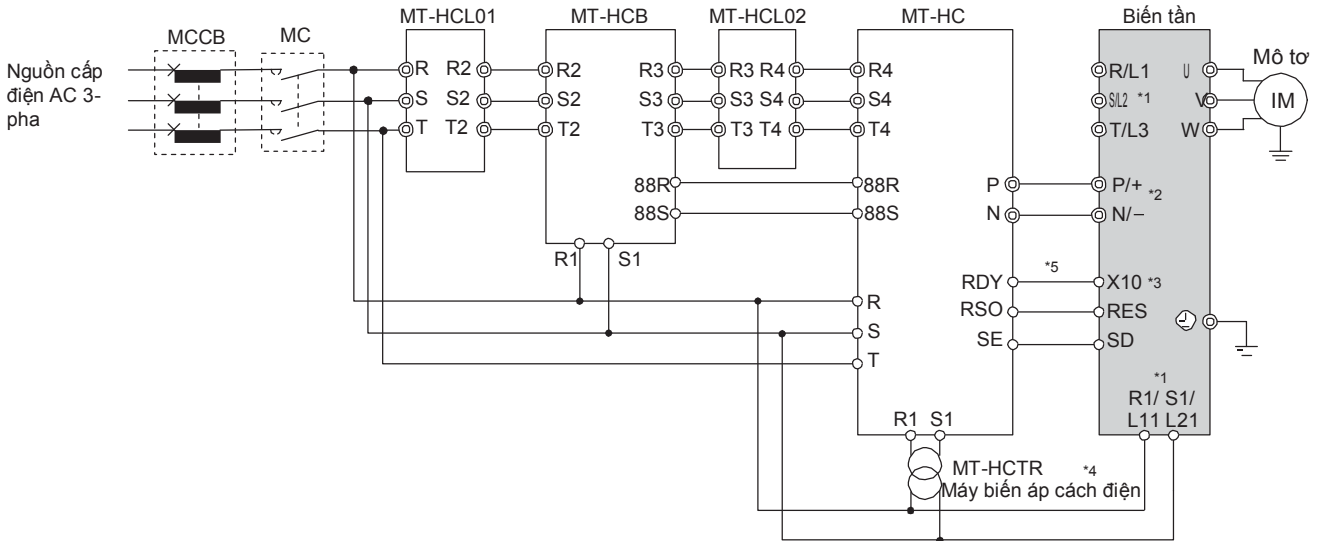 MT-HCL01 MT-HCB MT-HCL02 MT-HC Biến tần
MCCB MC Mô tơ
Nguồn cấp
điện AC 3-
pha
R R2 R2 R3 R3 R4 R4 R/L1 U
S S2 S2 S3 S3 S4 S4 S/L2 *1 V IM
T T2 T2 T3 T3 T4 T4 T/L3 W
88R 88R P P/+ *2
88S 88S N N/−
R1 S1
RDY *5 X10 *3
R
RSO RES
S
SE SD
T
*1
R1/ S1/
L11 L21
R1 S1
MT-HCTR *4
Máy biến áp cách điện